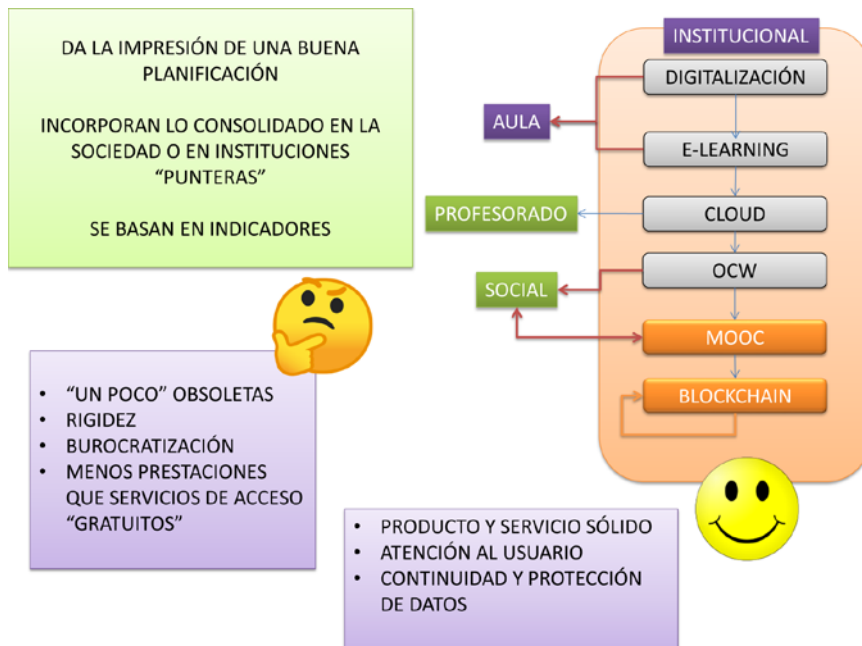 DA LA IMPRESIÓN DE UNA BUENA
PLANIFICACIÓN
INCORPORAN LO CONSOLIDADO EN LA
SOCIEDAD O EN INSTITUCIONES
“PUNTERAS”
SE BASAN EN INDICADORES
INSTITUCIONAL
DIGITALIZACIÓN
AULA
E-LEARNING
PROFESORADO
CLOUD
OCW
SOCIAL
MOOC
BLOCKCHAIN
• “UN POCO” OBSOLETAS
• RIGIDEZ
• BUROCRATIZACIÓN
• MENOS PRESTACIONES
QUE SERVICIOS DE ACCESO
“GRATUITOS”
• PRODUCTO Y SERVICIO SÓLIDO
• ATENCIÓN AL USUARIO
• CONTINUIDAD Y PROTECCIÓN
DE DATOS